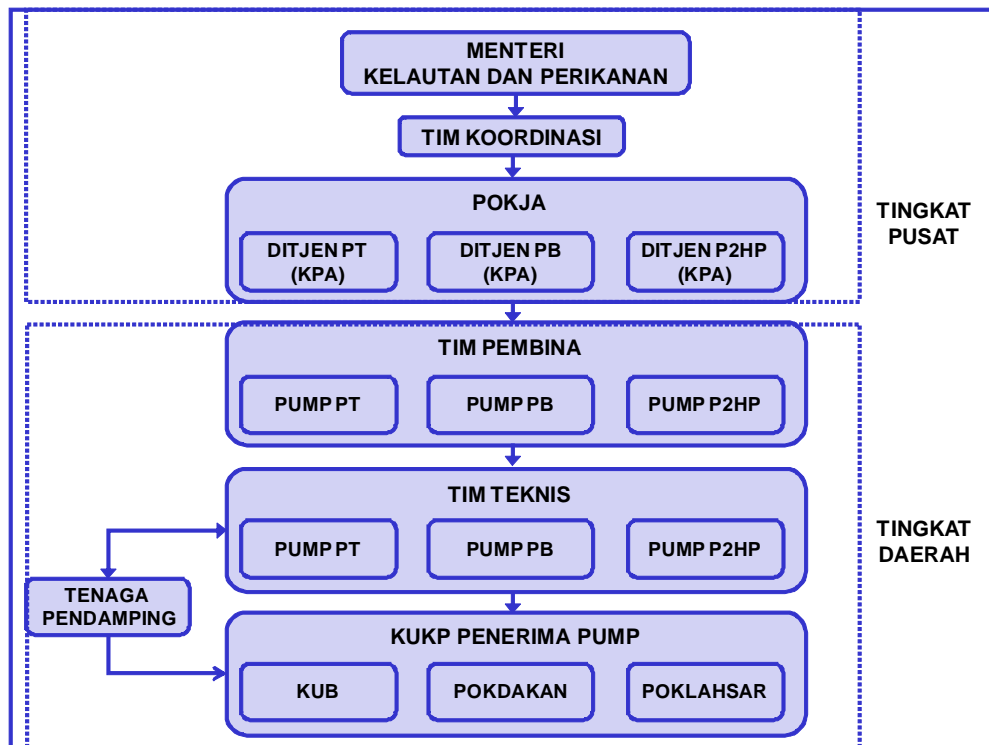 MENTERI
KELAUTAN DAN PERIKANAN
TIM KOORDINASI
POKJA
DITJEN PT
(KPA)
DITJEN PB
(KPA)
DITJEN P2HP
(KPA)
TINGKAT
PUSAT
TIM PEMBINA
PUMP PT
PUMP PB
PUMP P2HP
TIM TEKNIS
PUMP PT
PUMP PB
PUMP P2HP
TINGKAT
DAERAH
TENAGA
PENDAMPING
KUKP PENERIMA PUMP
KUB
POKDAKAN
POKLAHSAR